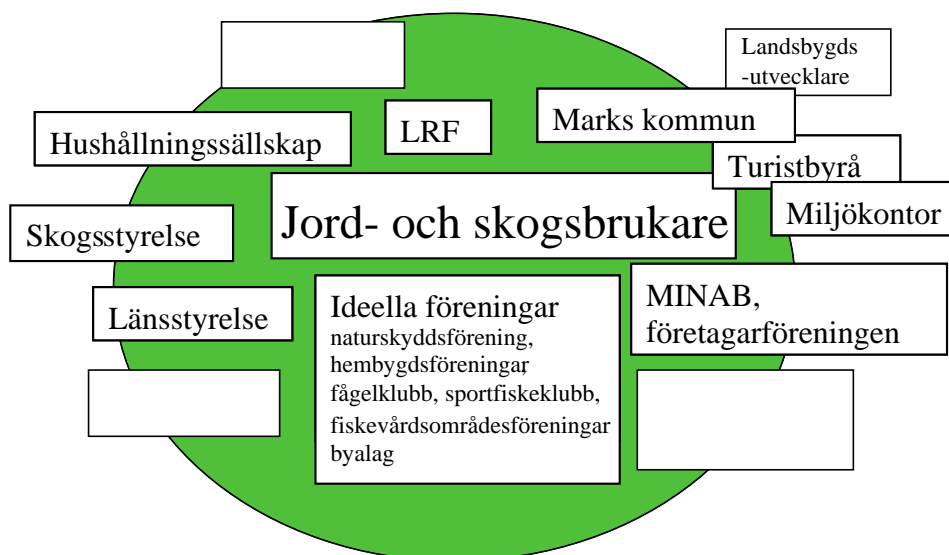 Landsbygds
-utvecklare
LRF
Marks kommun
Hushållningssällskap
Turistbyrå
Jord- och skogsbrukare
Miljökontor
Skogsstyrelse
Länsstyrelse
Ideella föreningar
naturskyddsförening,
hembygdsföreningar,
fågelklubb, sportfiskeklubb,
fiskevårdsområdesföreningar
byalag
MINAB,
företagarföreningen